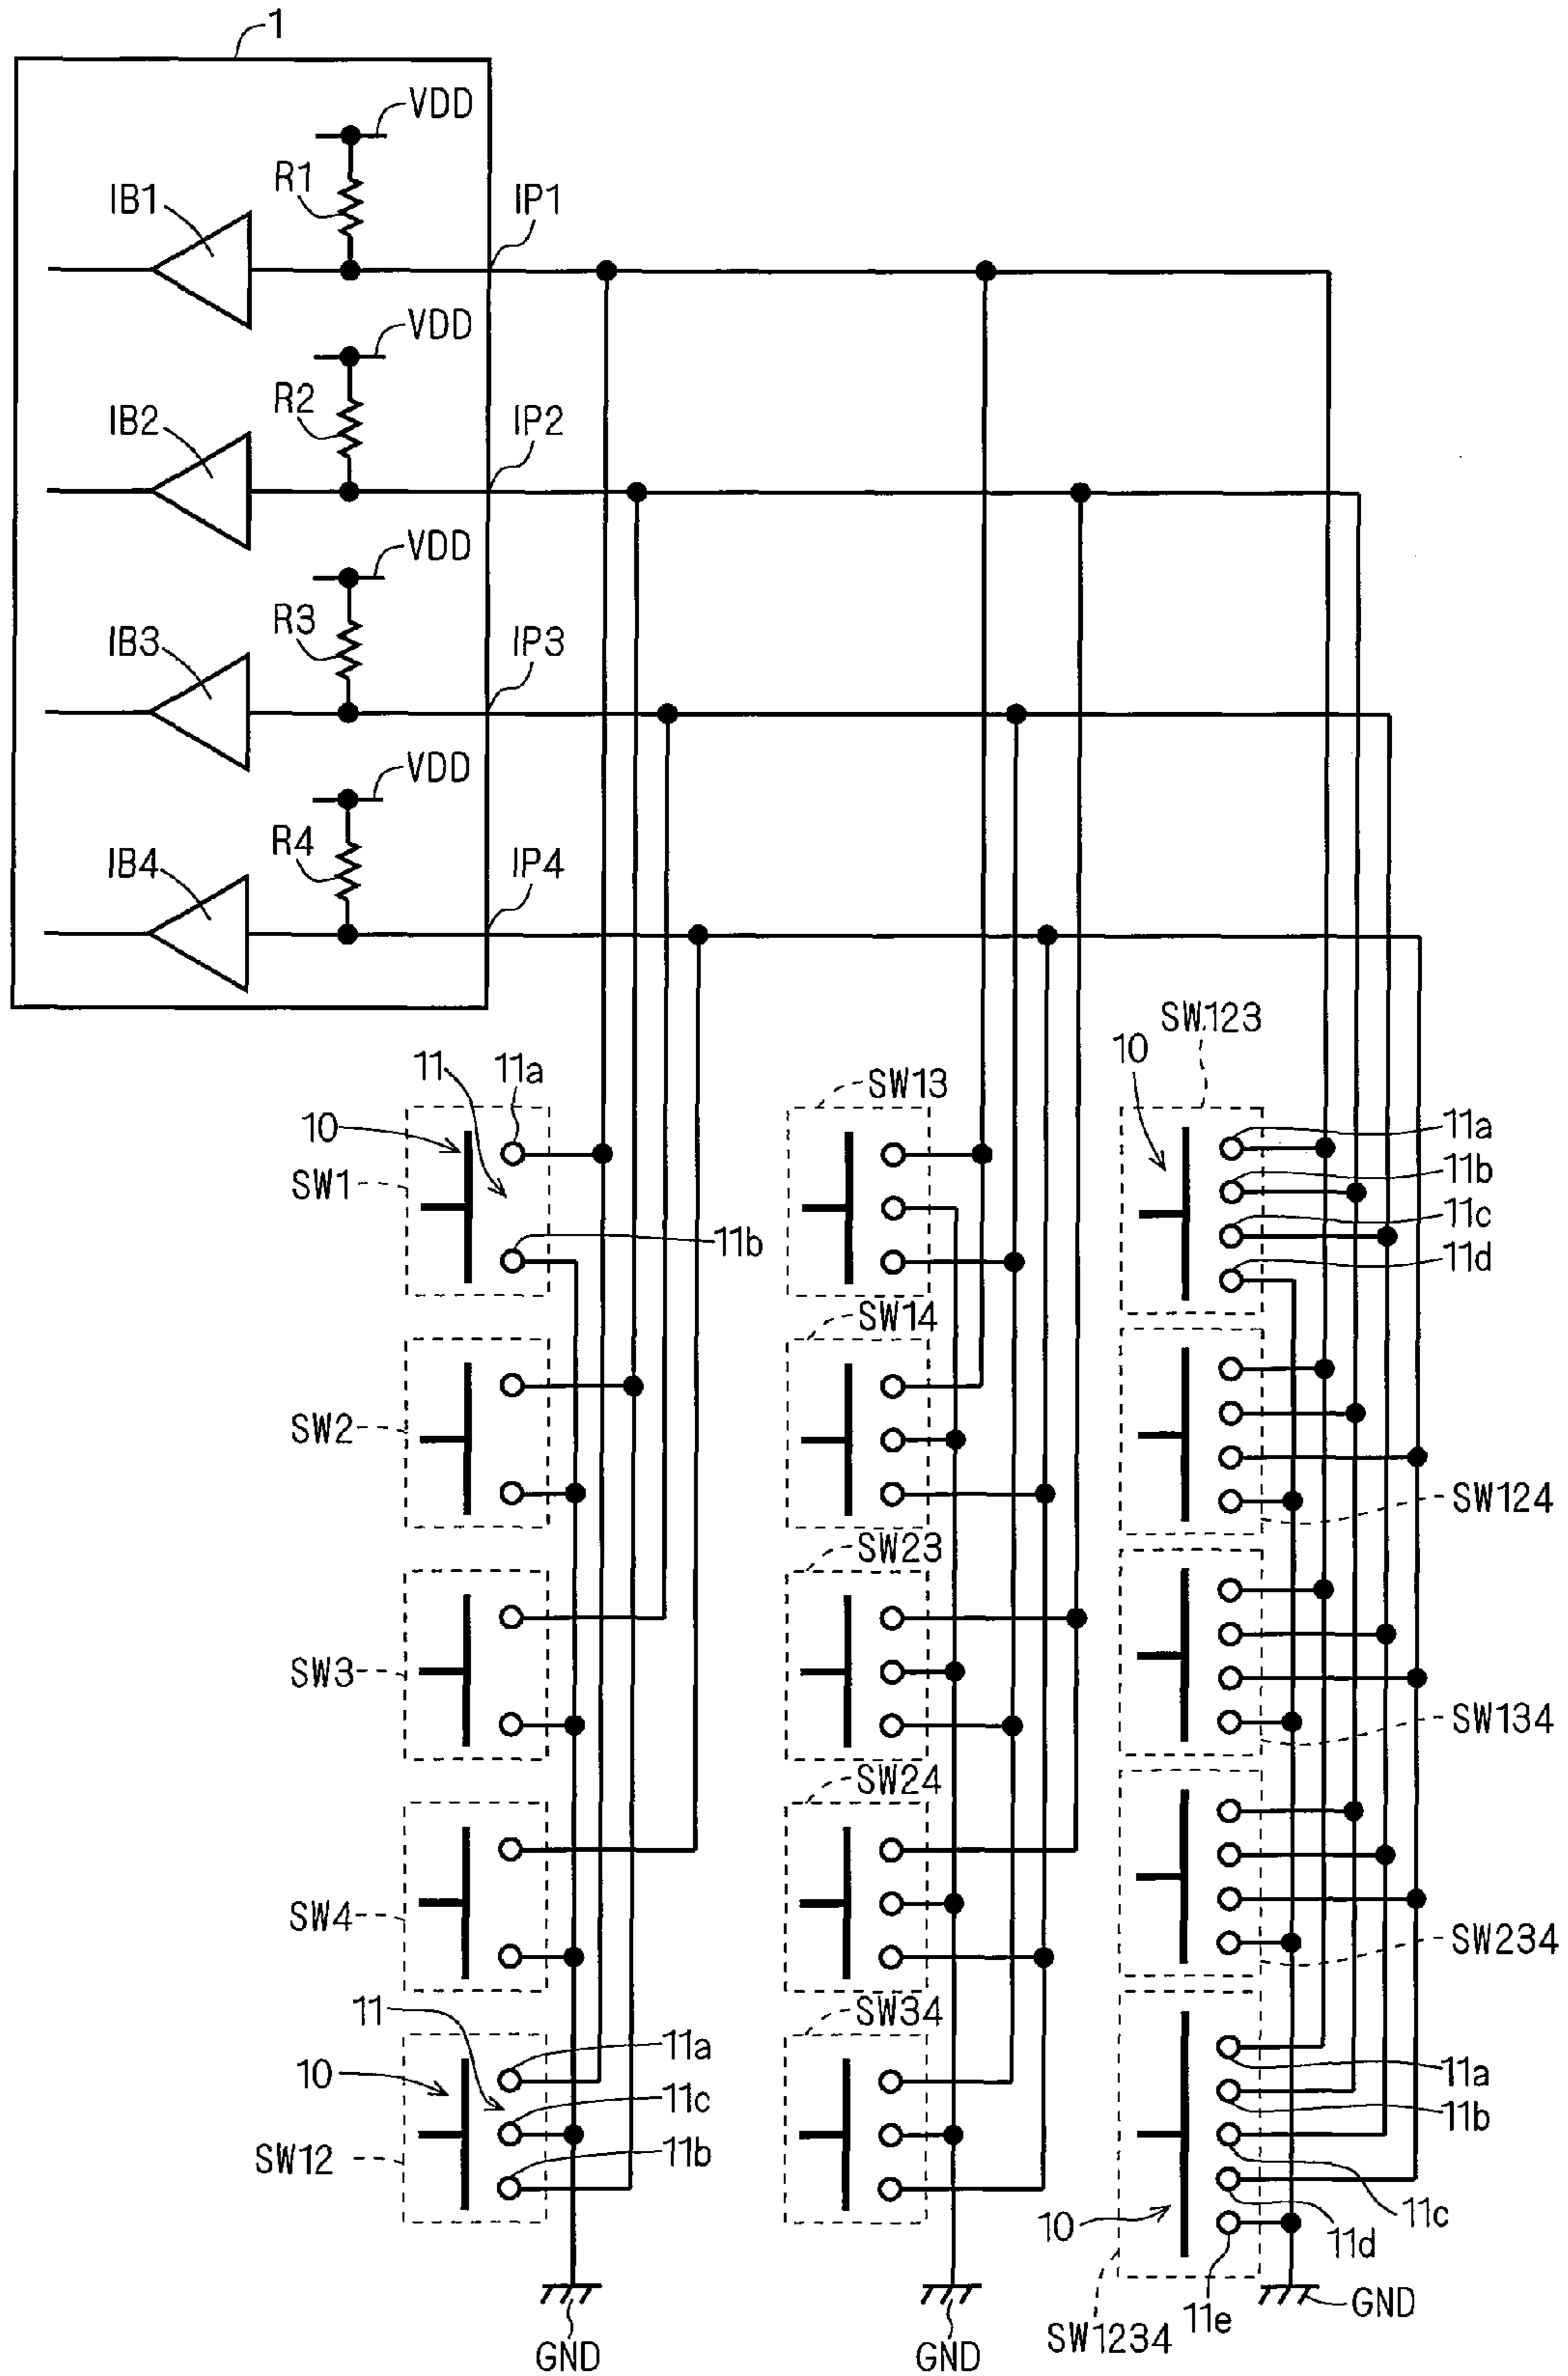 1
VDD
R1
IB1
IP1
VDD
R2
IB2
IP2
VDD
R3
IB3
IP3
VDD
R4
IB4
IP4
SW123
10
11
11a
SW13
10
SW1
11b
11a
11b
11c
11d
SW14
SW2
SW124
SW23
SW3
SW134
SW24
SW4
SW234
11
SW34
10
11a
11c
11b
SW12
11a
11b
11c
11d
10
11e
GND
SW1234
GND
GND